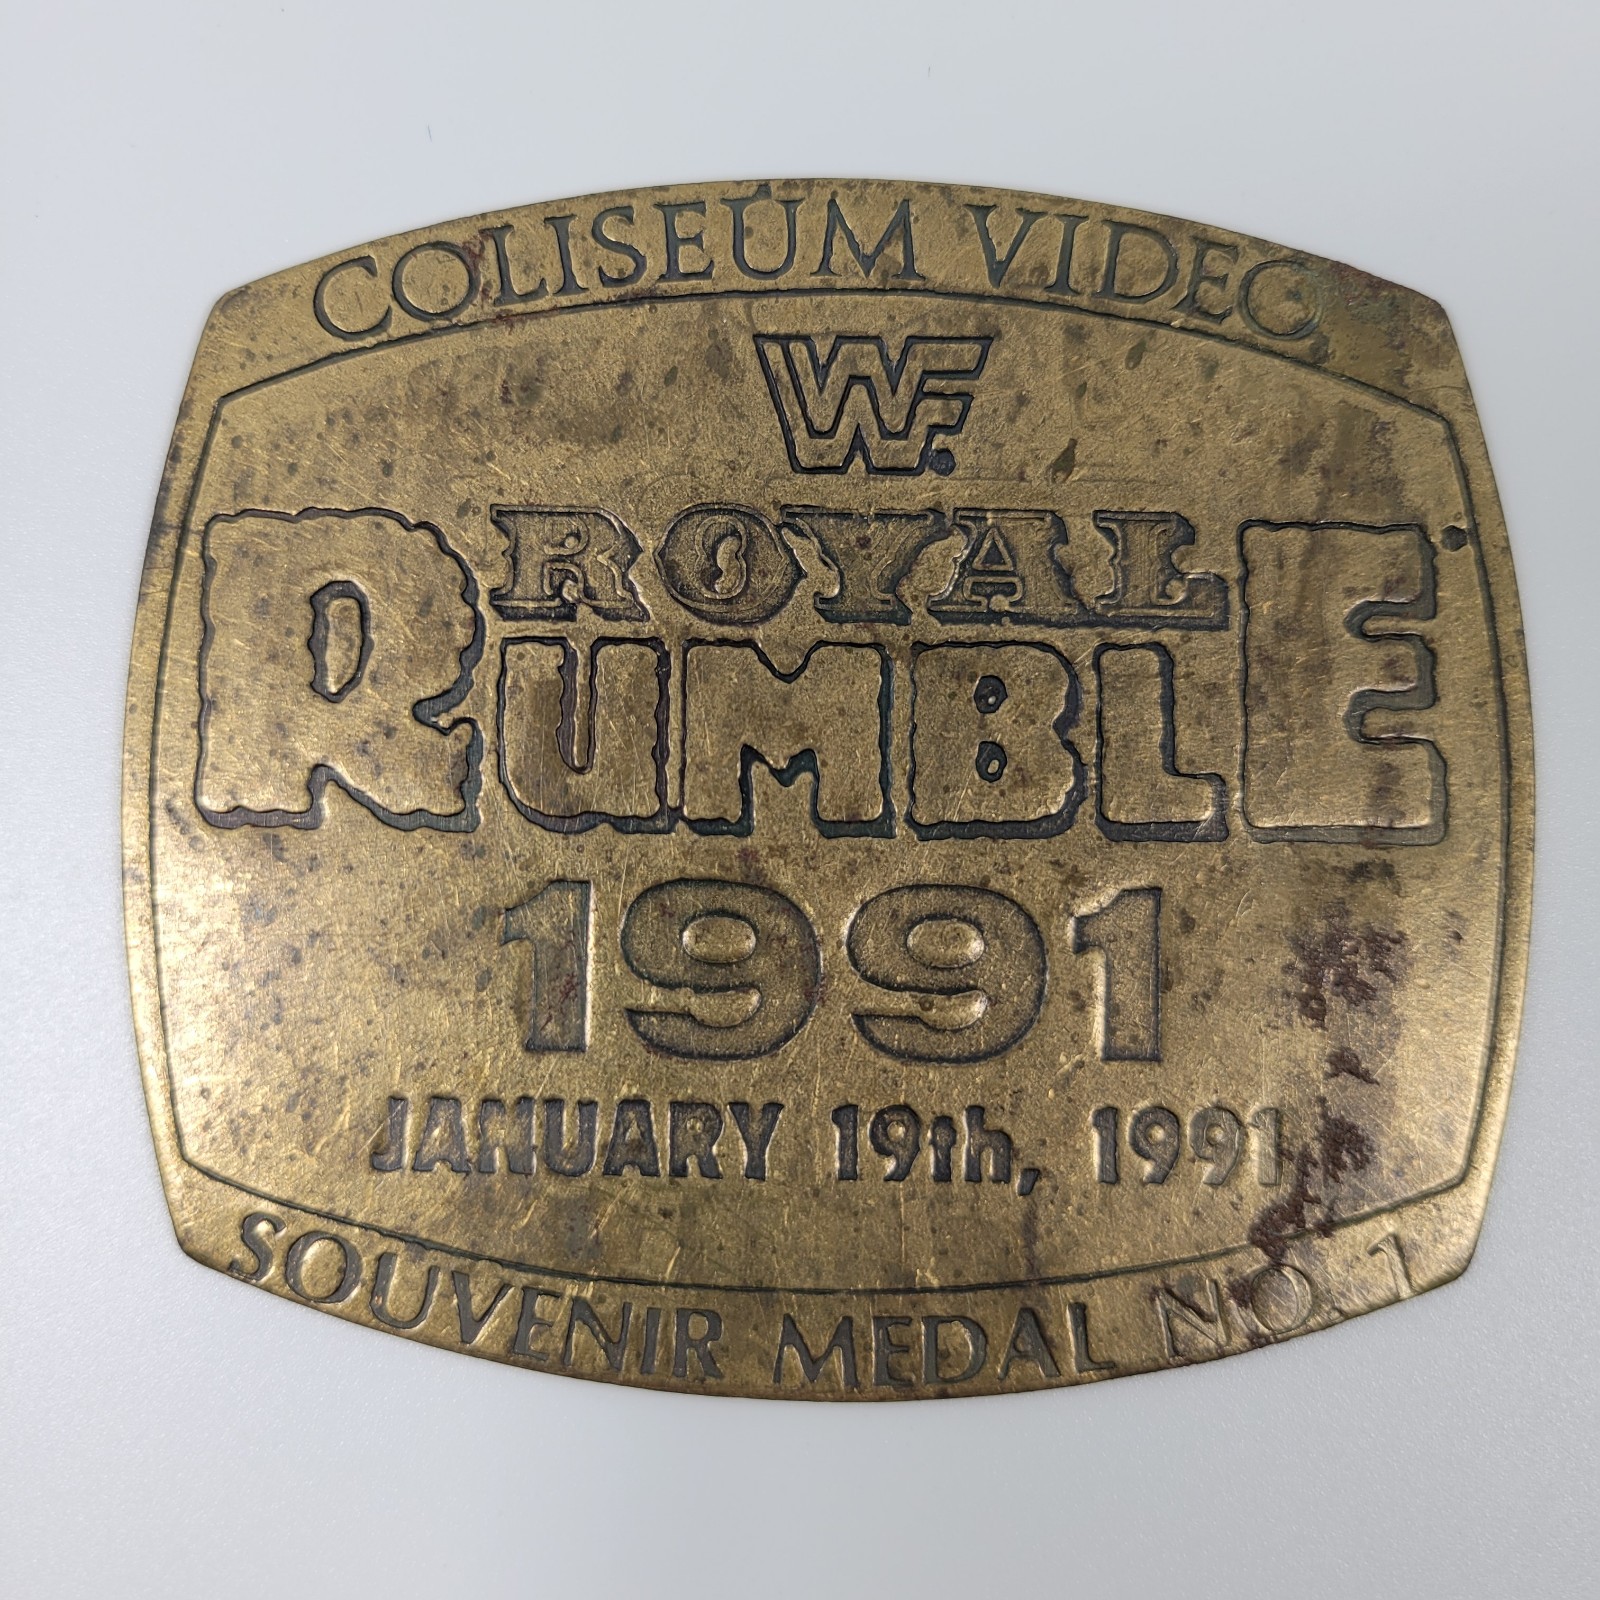 COLISEUM VIDEO
WF
ROYAL
RUMBLE
1991
JANUARY 19th, 1991
SOUVENIR MEDAL NO. 1